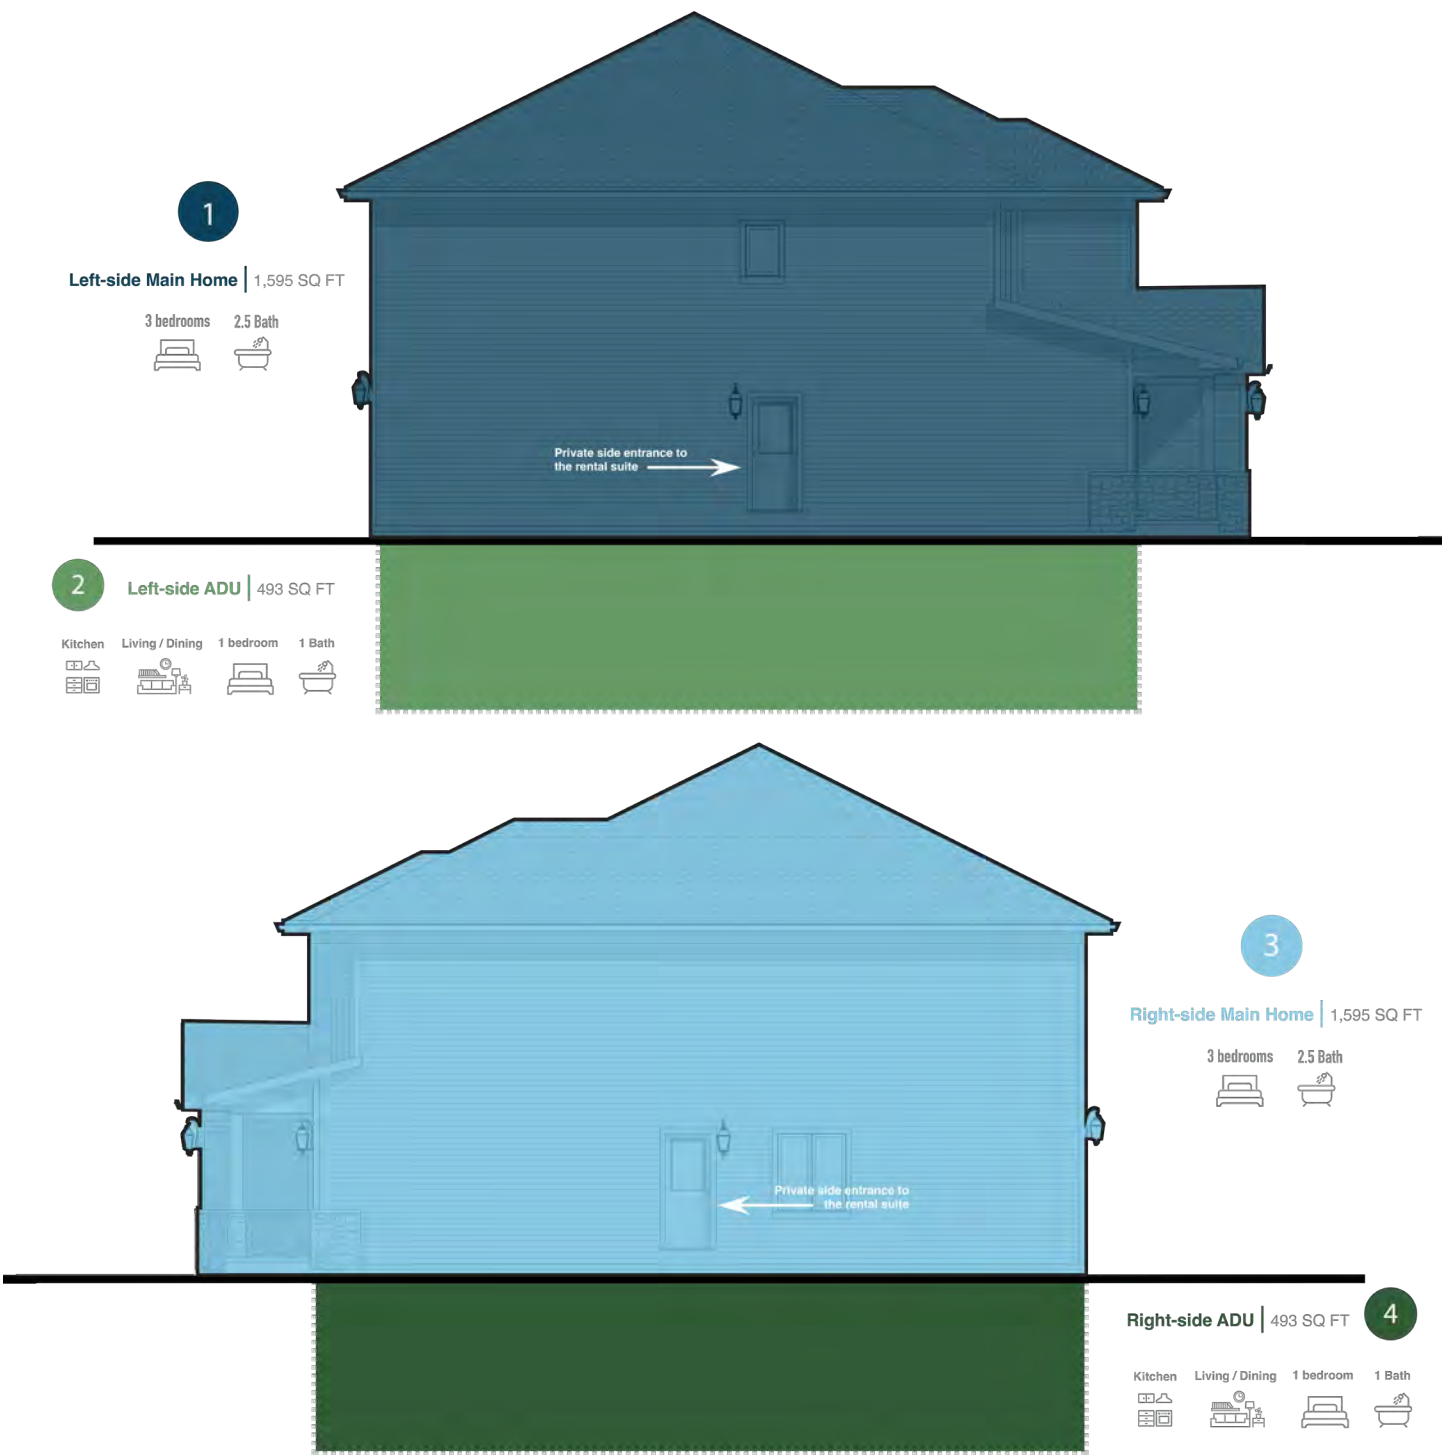 1
Left-side Main Home | 1,595 SQ FT
3 bedrooms 2.5 Bath
Private side entrance to
the rental suite
2 Left-side ADU | 493 SQ FT
Kitchen Living / Dining 1 bedroom 1 Bath
3
Right-side Main Home | 1,595 SQ FT
3 bedrooms 2.5 Bath
Private side entrance to
the rental suite
Right-side ADU | 493 SQ FT 4
Kitchen Living / Dining 1 bedroom 1 Bath